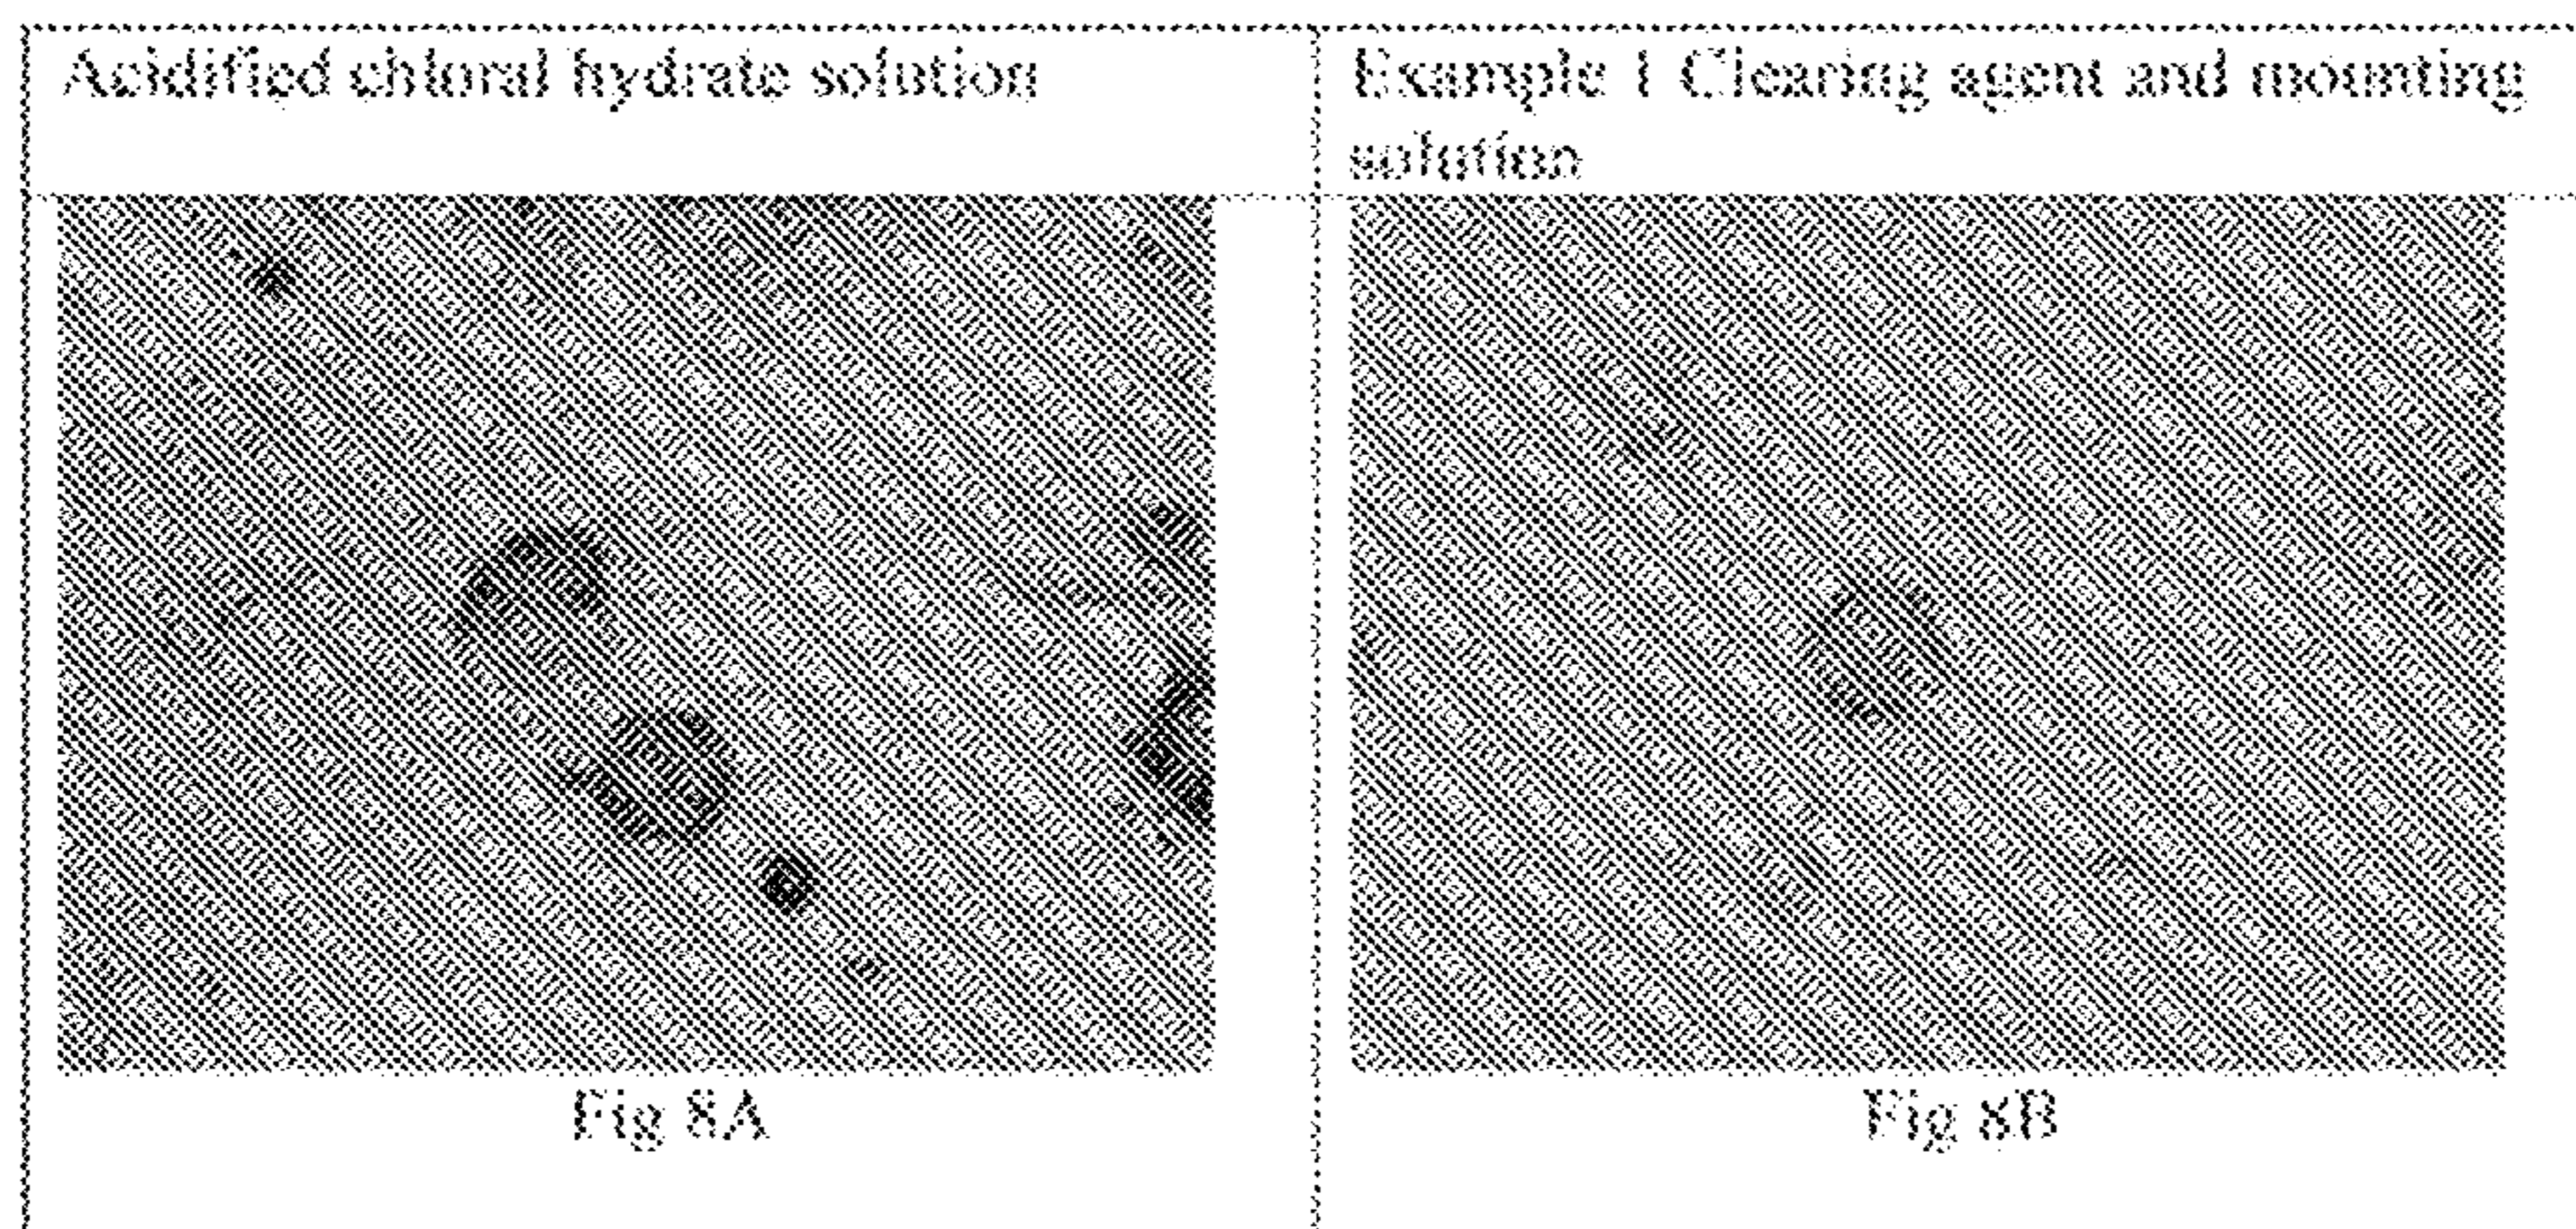 Acidified chloral hydrate solution
Example 1 Clearing agent and mounting
solution
Fig 8A
Fig 8B